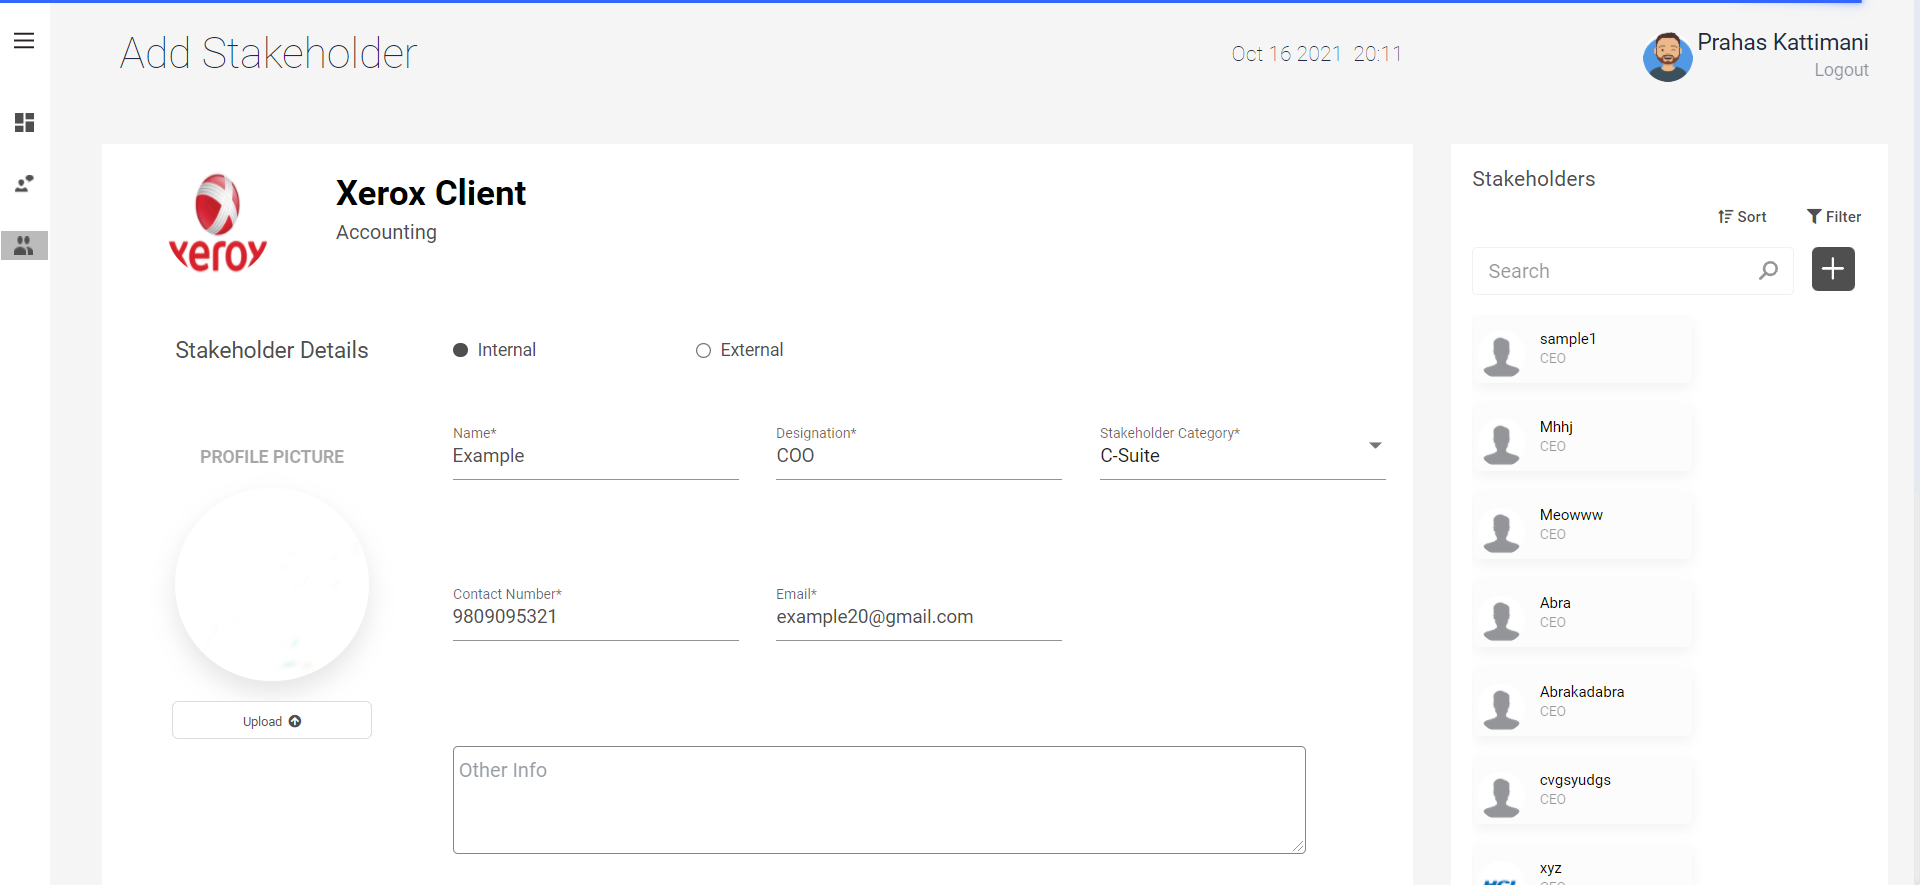 Add Stakeholder
Oct 16 2021 20:11
Prahas Kattimani
Logout
xeroy
Xerox Client
Accounting
Stakeholder Details
Internal
External
PROFILE PICTURE
Name*
Example
Designation*
COO
Stakeholder Category*
C-Suite
Contact Number*
9809095321
Email*
example20@gmail.com
Upload
Other Info
Stakeholders
Sort
Filter
Search
sample1
CEO
Mhhj
CEO
Meowww
CEO
Abra
CEO
Abrakadabra
CEO
cvgsyudgs
CEO
xyz